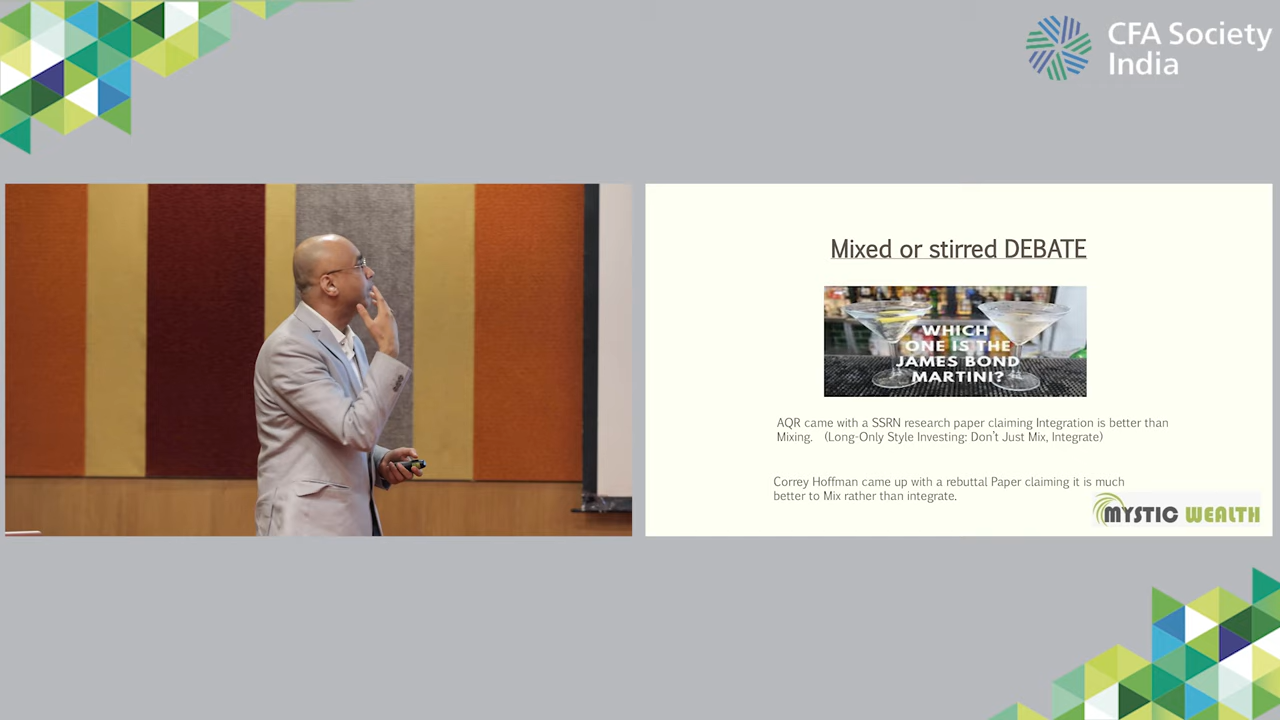 CFA Society
India
Mixed or stirred DEBATE
WHICH
ONE IS THE
JAMES BOND
MARTINI?
AQR came with a SSRN research paper claiming Integration is better than
Mixing. (Long-Only Style Investing: Don't Just Mix, Integrate)
Correy Hoffman came up with a rebuttal Paper claiming it is much
better to Mix rather than integrate.
MYSTIC WEALTH